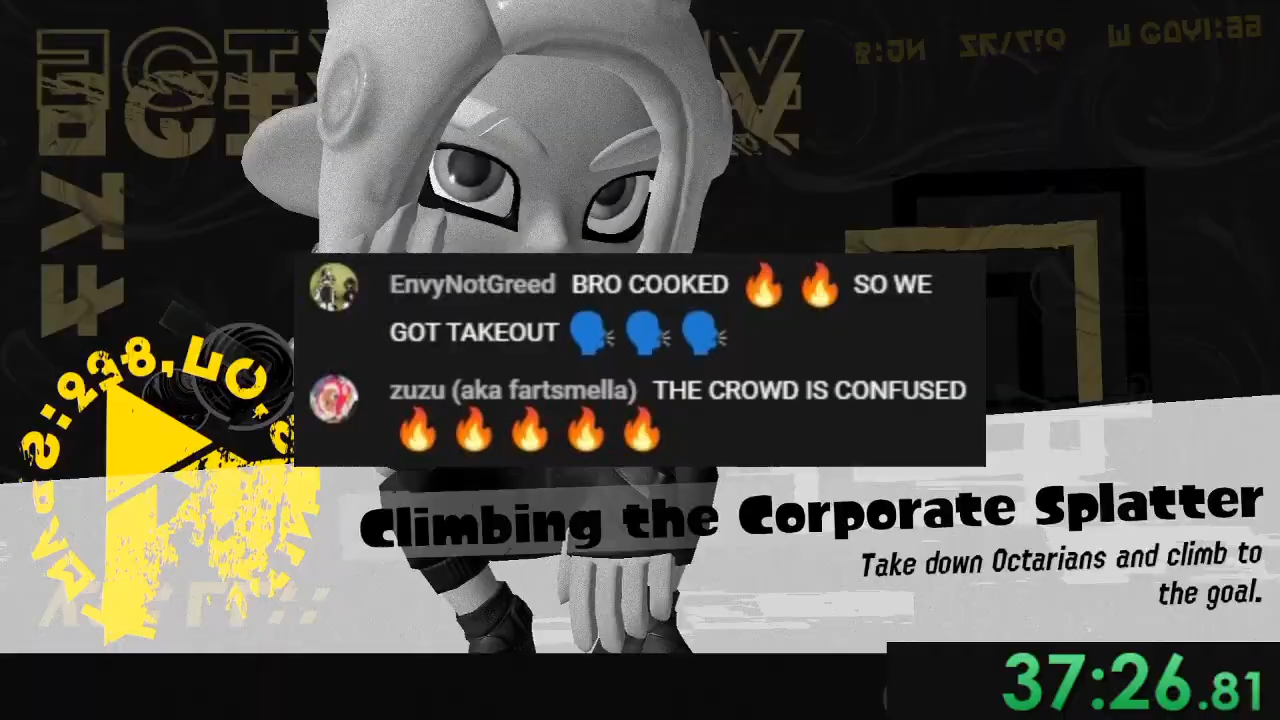 EnvyNotGreed BRO COOKED 🔥 🔥 SO WE
GOT TAKEOUT 🗣 🗣 🗣
zuzu (aka fartsmella) THE CROWD IS CONFUSED
🔥 🔥 🔥 🔥 🔥
Climbing the Corporate Splatter
Take down Octarians and climb to
the goal.
37:26.81